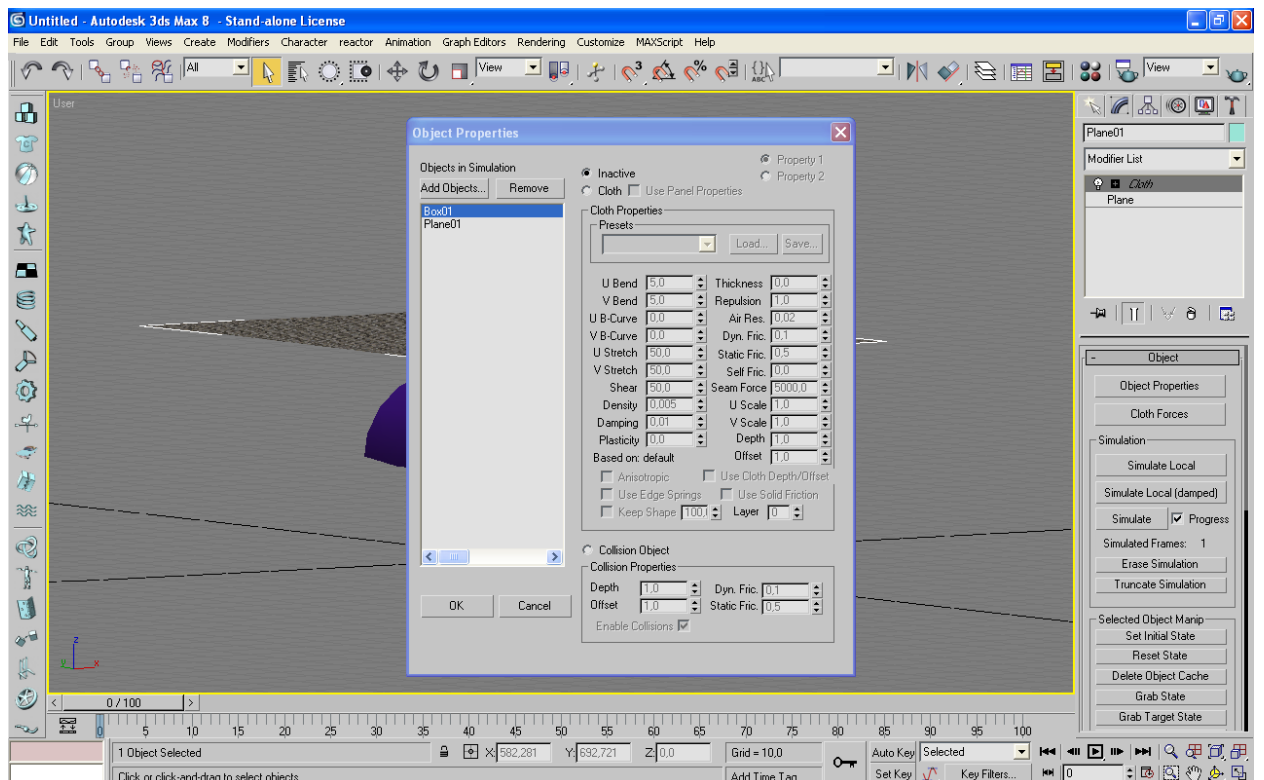 Untitled - Autodesk 3ds Max 8 - Stand-alone License
File Edit Tools Group Views Create Modifiers Character reactor Animation Graph Editors Rendering Customize MAXScript Help
All View 3 % ABC View
User
Plane01
Modifier List
Cloth
Plane
Object Properties
Objects in Simulation
Add Objects... Remove
Box01
Plane01
OK Cancel
Inactive Property 1
Property 2
Cloth Use Panel Properties
Cloth Properties
Presets
Load... Save...
U Bend 5,0 Thickness 0,0
V Bend 5,0 Repulsion 1,0
U B-Curve 0,0 Air Res. 0,02
V B-Curve 0,0 Dyn. Fric. 0,1
U Stretch 50,0 Static Fric. 0,5
V Stretch 50,0 Self Fric. 0,0
Shear 50,0 Seam Force 5000,0
Density 0,005 U Scale 1,0
Damping 0,01 V Scale 1,0
Plasticity 0,0 Depth 1,0
Based on: default Offset 1,0
Anisotropic Use Cloth Depth/Offset
Use Edge Springs Use Solid Friction
Keep Shape 100,( Layer 0
Collision Object
Collision Properties
Depth 1,0 Dyn. Fric. 0,1
Offset 1,0 Static Fric. 0,5
Enable Collisions
- Object
Object Properties
Cloth Forces
Simulation
Simulate Local
Simulate Local (damped)
Simulate Progress
Simulated Frames: 1
Erase Simulation
Truncate Simulation
Selected Object Manip
Set Initial State
Reset State
Delete Object Cache
Grab State
Grab Target State
z
y x
< 0 / 100 >
0 5 10 15 20 25 30 35 40 45 50 55 60 65 70 75 80 85 90 95 100
1 Object Selected X: 582,281 Y: 692,721 Z: 0,0 Grid = 10,0 Auto Key Selected
Click or click-and-drag to select objects Add Time Tag Set Key Key Filters... 0